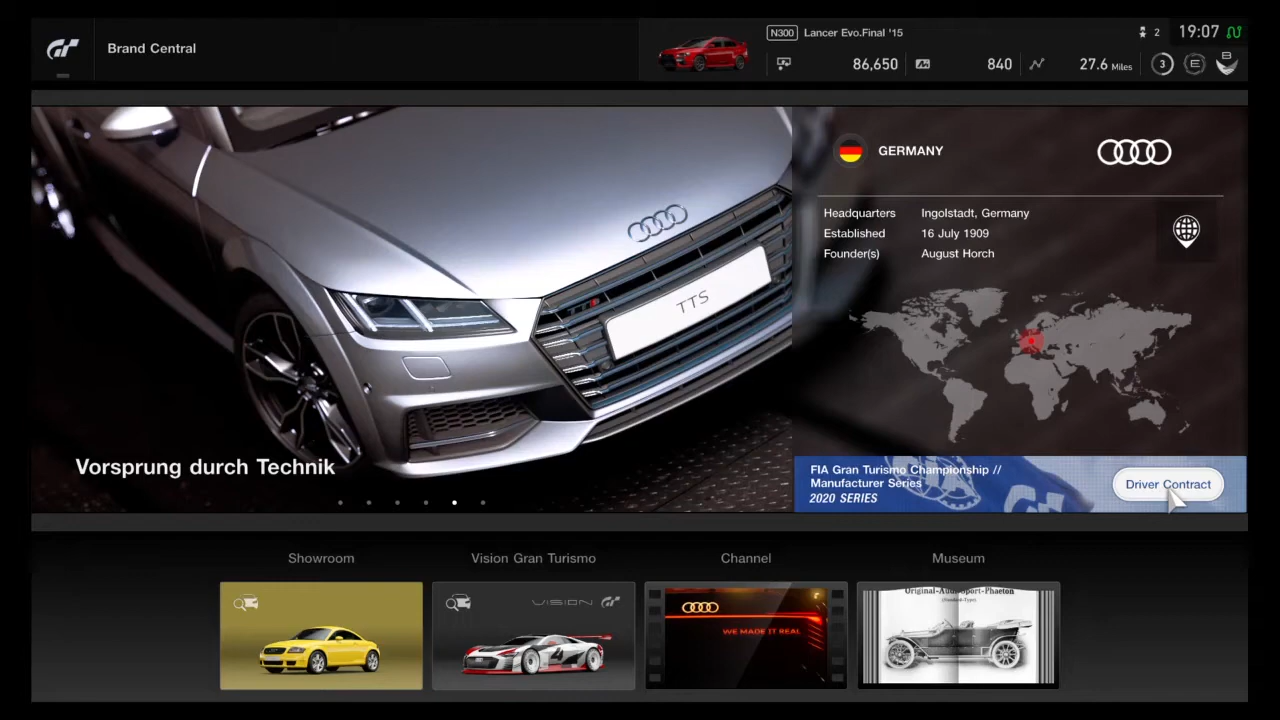 Brand Central
N300 Lancer Evo.Final '15
2 19:07
86,650 840 27.6 Miles 3 E B
GERMANY
Headquarters Ingolstadt, Germany
Established 16 July 1909
Founder(s) August Horch
TTS
Vorsprung durch Technik
FIA Gran Turismo Championship //
Manufacturer Series
2020 SERIES
Driver Contract
Showroom Vision Gran Turismo Channel Museum
VISION
WE MADE IT REAL
Original-Audi-Sport-Phaeton
(Standard-Type)